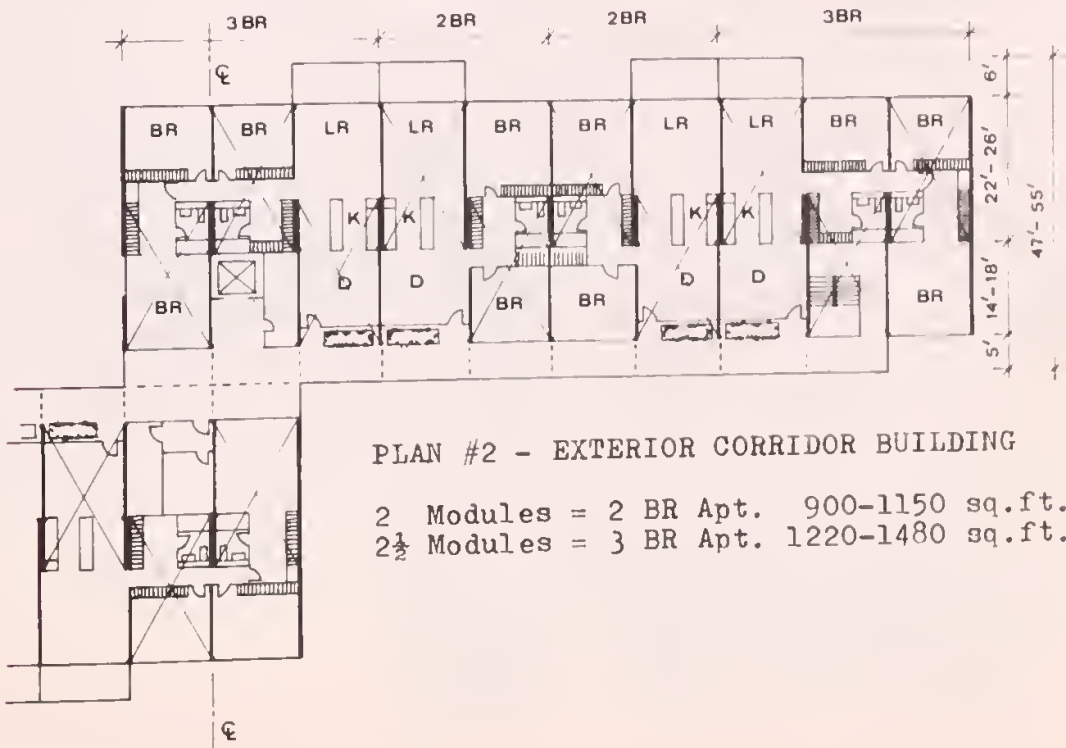 3BR 2BR 2BR 3BR
℄
6'
BR BR LR LR BR BR LR LR BR BR
22'-26'
K K K K
47'-55'
BR D D BR BR D D BR
14'-18'
5'
PLAN #2 - EXTERIOR CORRIDOR BUILDING
2 Modules = 2 BR Apt. 900-1150 sq.ft.
2½ Modules = 3 BR Apt. 1220-1480 sq.ft.
℄